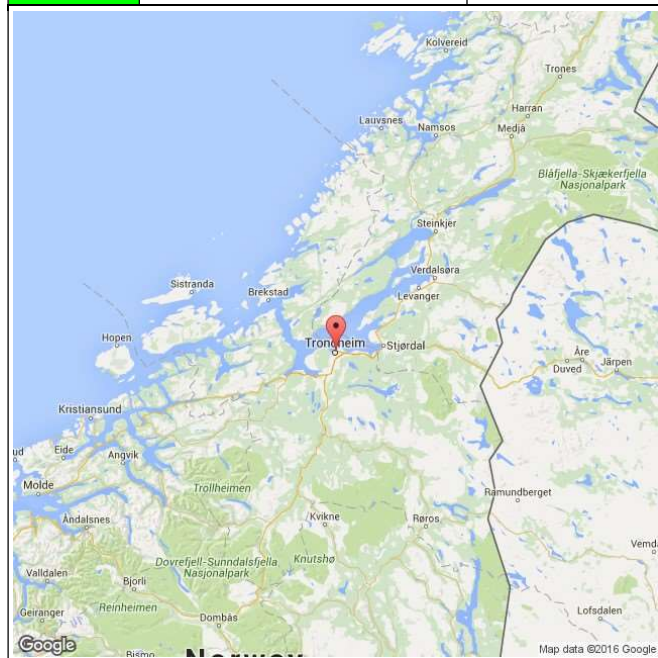 Kolvereid
Trones
Harran
Lauvsnes
Namsos
Medjå
Blåfjella-Skjækerfjella
Nasjonalpark
Steinkjer
Verdalsøra
Sistranda
Brekstad
Levanger
Hopen
Trondheim
Stjørdal
Åre
Duved
Järpen
Kristiansund
Eide
Angvik
Molde
Trollheimen
Ramundberget
Åndalsnes
Kvikne
Røros
Dovrefjell-Sunndalsfjella
Nasjonalpark
Knutshø
Valldalen
Bjorli
Reinheimen
Geiranger
Dombås
Lofsdalen
Google
Map data ©2016 Google